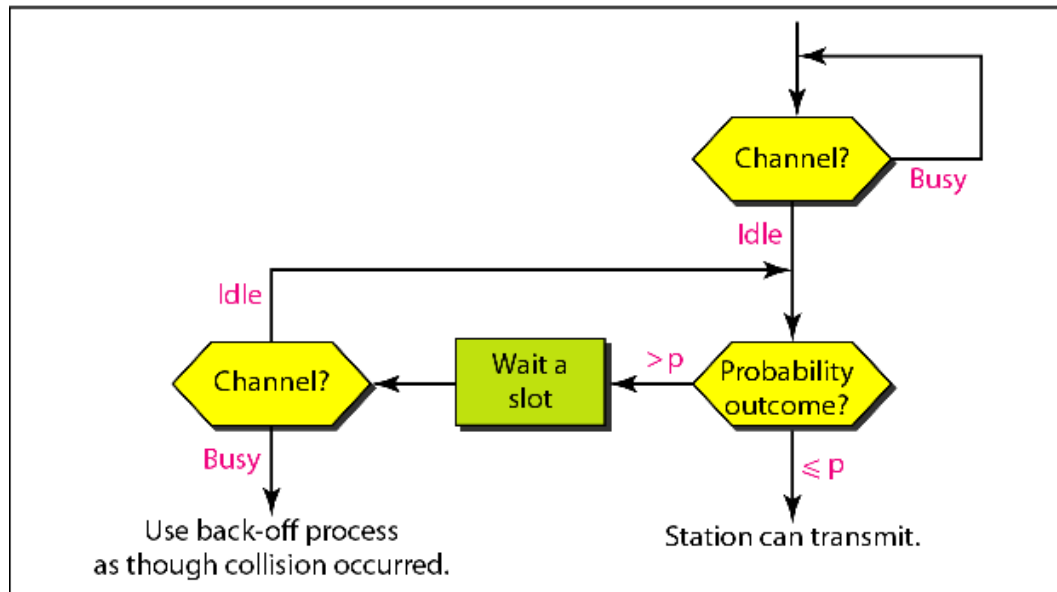 Channel?
Busy
Idle
Idle
Channel?
Wait a
slot
> p
Probability
outcome?
Busy
⩽ p
Use back-off process
as though collision occurred.
Station can transmit.